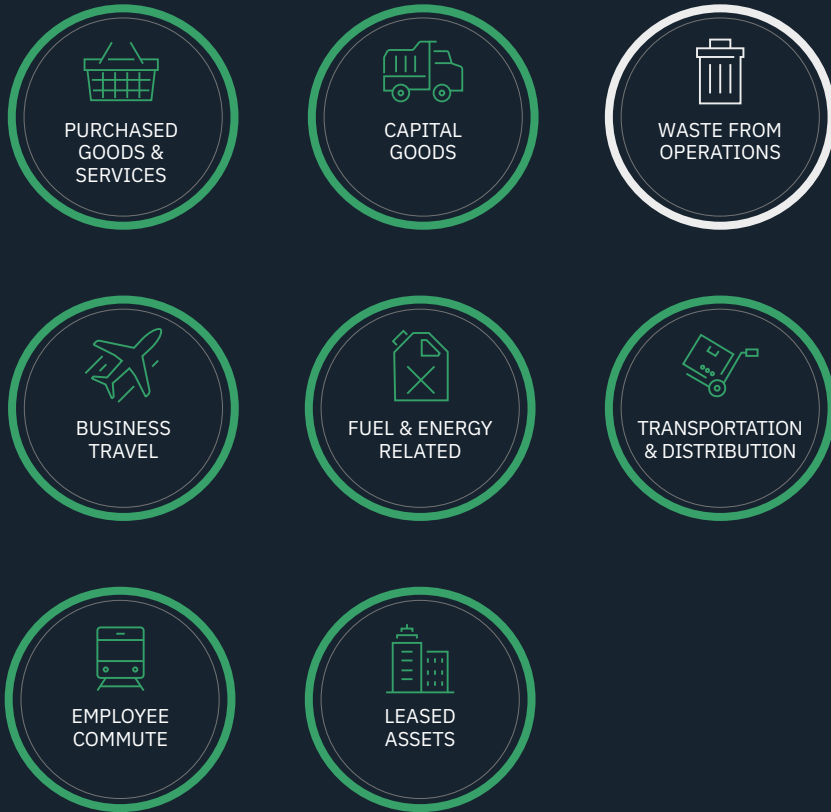 PURCHASED
GOODS &
SERVICES
CAPITAL
GOODS
WASTE FROM
OPERATIONS
BUSINESS
TRAVEL
FUEL & ENERGY
RELATED
TRANSPORTATION
& DISTRIBUTION
EMPLOYEE
COMMUTE
LEASED
ASSETS